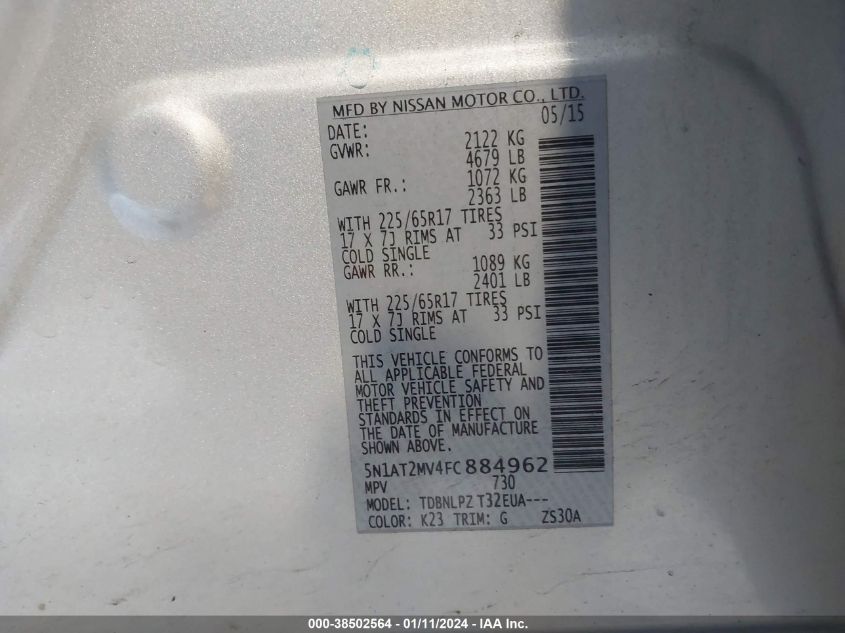 MFD BY NISSAN MOTOR CO., LTD.
DATE: 05/15
GVWR: 2122 KG
4679 LB
GAWR FR.: 1072 KG
2363 LB
WITH 225/65R17 TIRES
17 X 7J RIMS AT 33 PSI
COLD SINGLE
GAWR RR.: 1089 KG
2401 LB
WITH 225/65R17 TIRES
17 X 7J RIMS AT 33 PSI
COLD SINGLE
THIS VEHICLE CONFORMS TO
ALL APPLICABLE FEDERAL
MOTOR VEHICLE SAFETY AND
THEFT PREVENTION
STANDARDS IN EFFECT ON
THE DATE OF MANUFACTURE
SHOWN ABOVE.
5N1AT2MV4FC884962
MPV 730
MODEL: TDBNLPZ T32EUA---
COLOR: K23 TRIM: G ZS30A
000-38502564 - 01/11/2024 - IAA Inc.